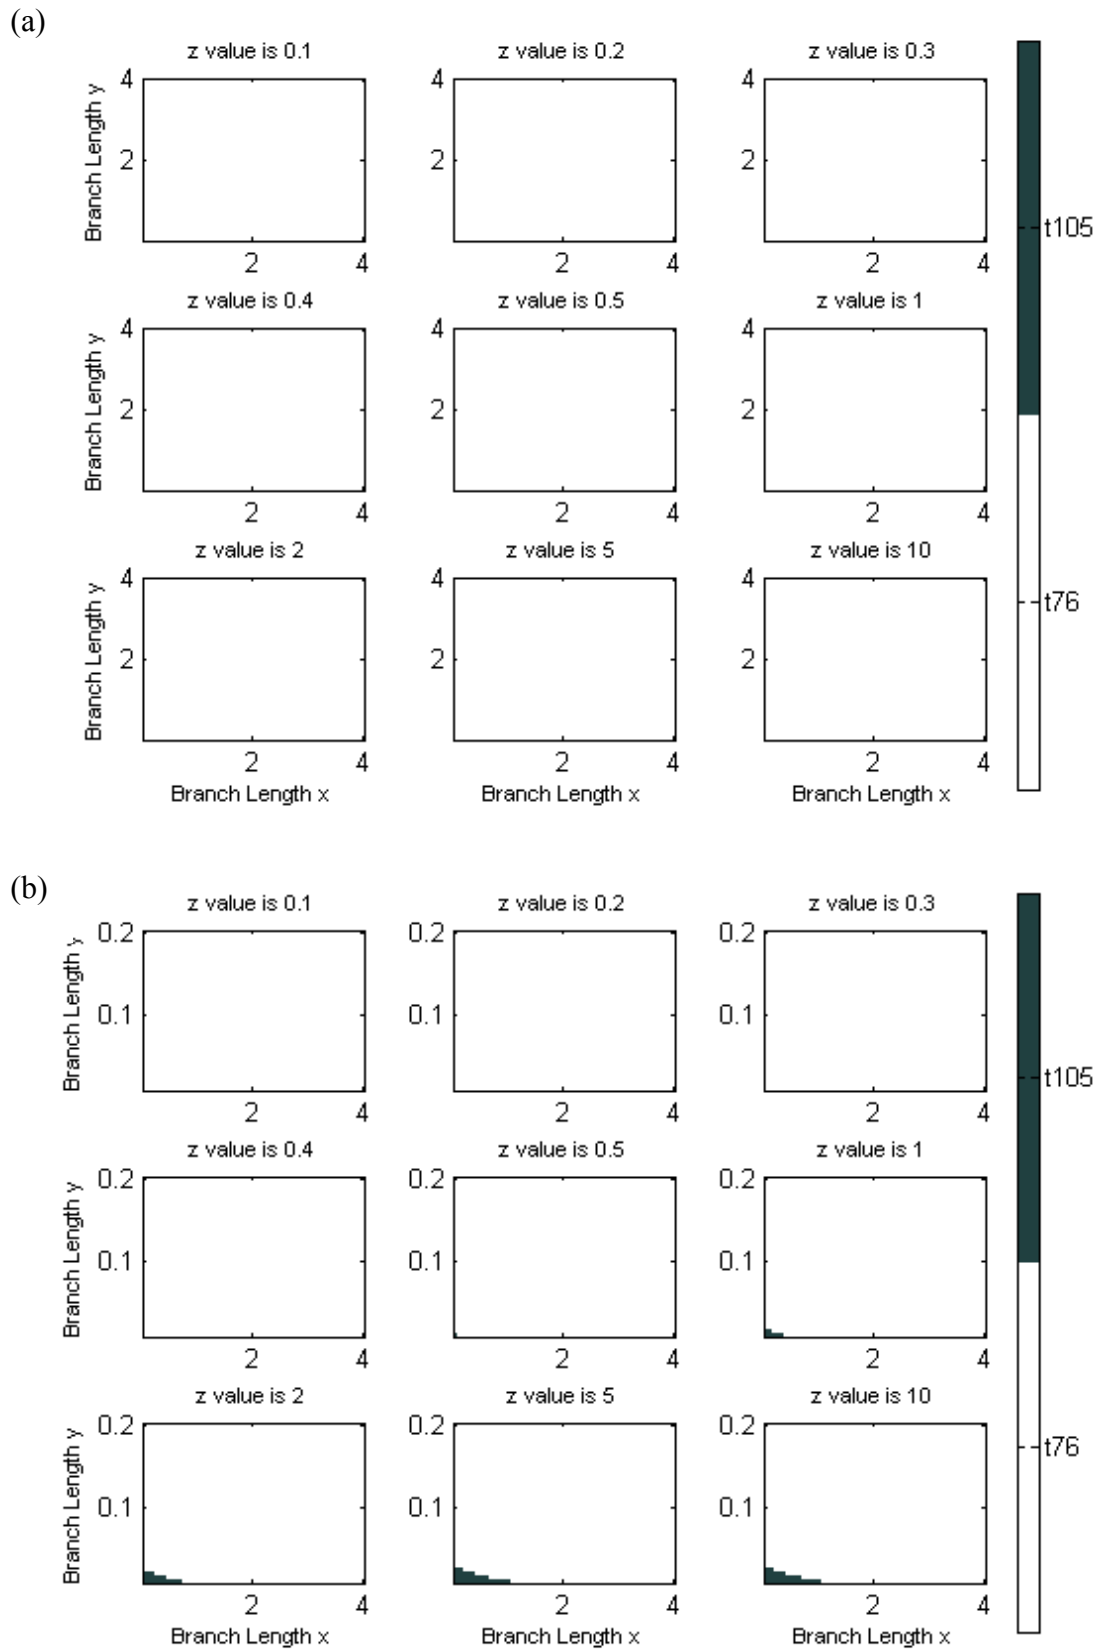 (a)
z value is 0.1 z value is 0.2 z value is 0.3
Branch Length y
4 4 4
2 2 2
t105
2 4 2 4 2 4
z value is 0.4 z value is 0.5 z value is 1
Branch Length y
4 4 4
2 2 2
2 4 2 4 2 4
z value is 2 z value is 5 z value is 10
Branch Length y
4 4 4
t76
2 2 2
2 4 2 4 2 4
Branch Length x Branch Length x Branch Length x
(b)
z value is 0.1 z value is 0.2 z value is 0.3
Branch Length y
0.2 0.2 0.2
0.1 0.1 0.1
t105
2 4 2 4 2 4
z value is 0.4 z value is 0.5 z value is 1
Branch Length y
0.2 0.2 0.2
0.1 0.1 0.1
2 4 2 4 2 4
z value is 2 z value is 5 z value is 10
Branch Length y
0.2 0.2 0.2
t76
0.1 0.1 0.1
2 4 2 4 2 4
Branch Length x Branch Length x Branch Length x